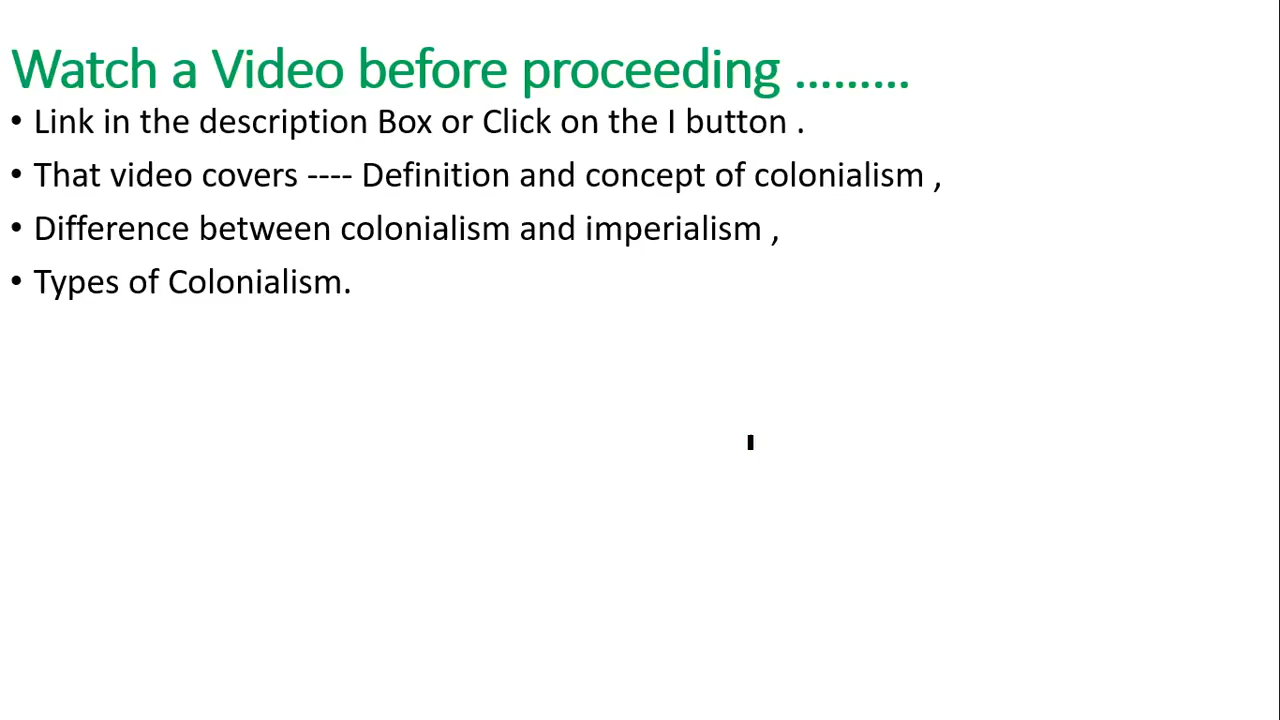 Watch a Video before proceeding .........
• Link in the description Box or Click on the I button .
• That video covers ---- Definition and concept of colonialism ,
• Difference between colonialism and imperialism ,
• Types of Colonialism.